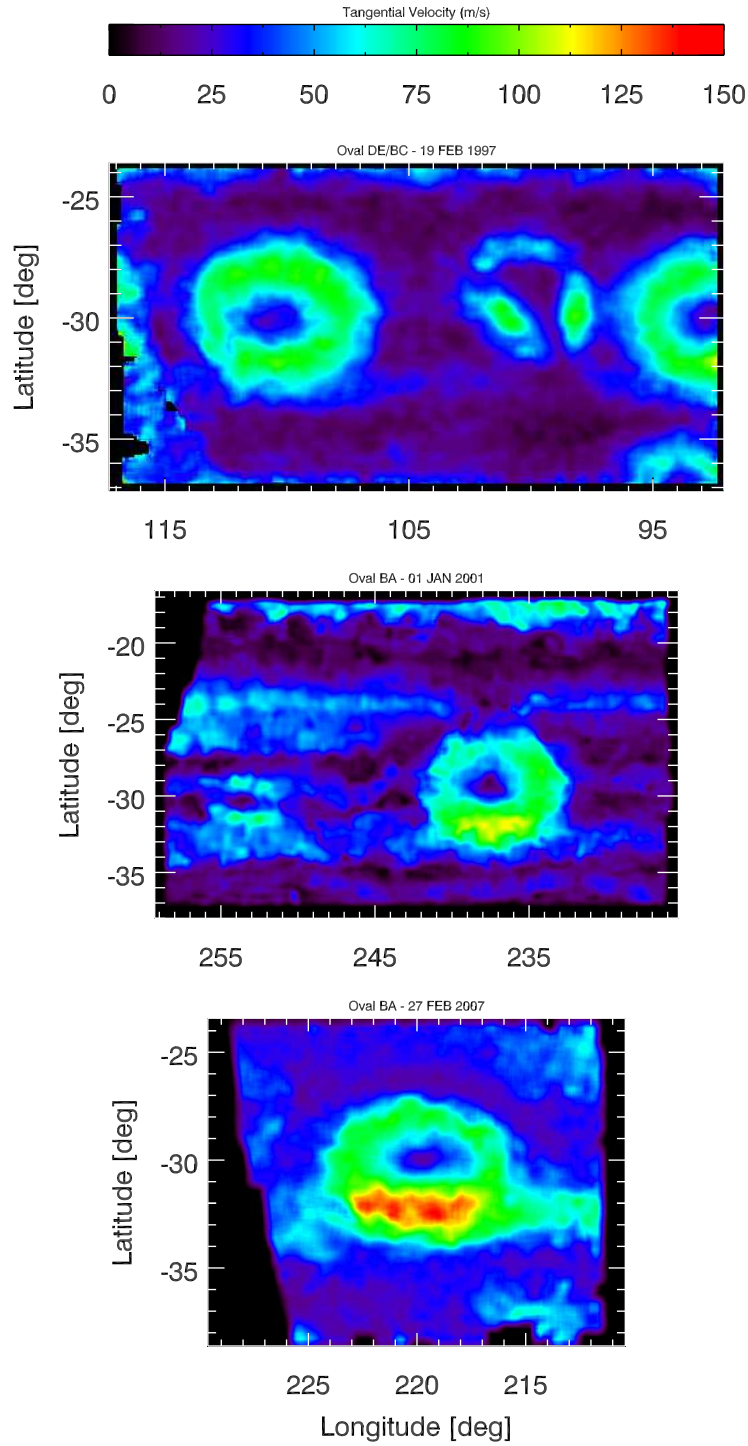 Tangential Velocity (m/s)
0 25 50 75 100 125 150
Oval DE/BC - 19 FEB 1997
Latitude [deg]
-25
-30
-35
115 105 95
Oval BA - 01 JAN 2001
Latitude [deg]
-20
-25
-30
-35
255 245 235
Oval BA - 27 FEB 2007
Latitude [deg]
-25
-30
-35
225 220 215
Longitude [deg]